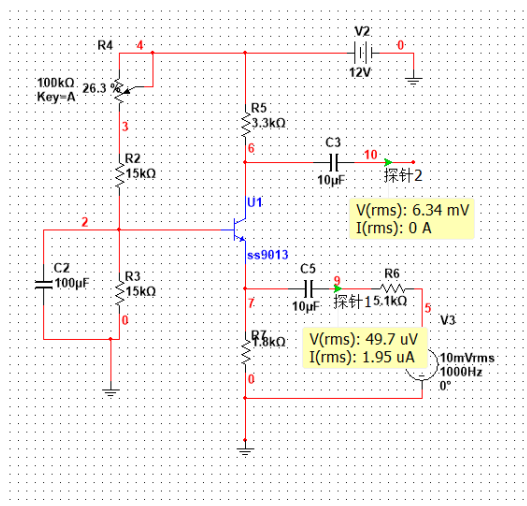 V2
R4
4
0
12V
100kΩ
Key=A
26.3 %
R5
3.3kΩ
3
6
C3
10
10µF
探针2
R2
15kΩ
V(rms): 6.34 mV
I(rms): 0 A
U1
2
ss9013
C2
100µF
R3
15kΩ
C5
9
R6
10µF
探针1
5.1kΩ
7
5
0
V3
R7
1.8kΩ
V(rms): 49.7 uV
I(rms): 1.95 uA
10mVrms
1000Hz
0°
0